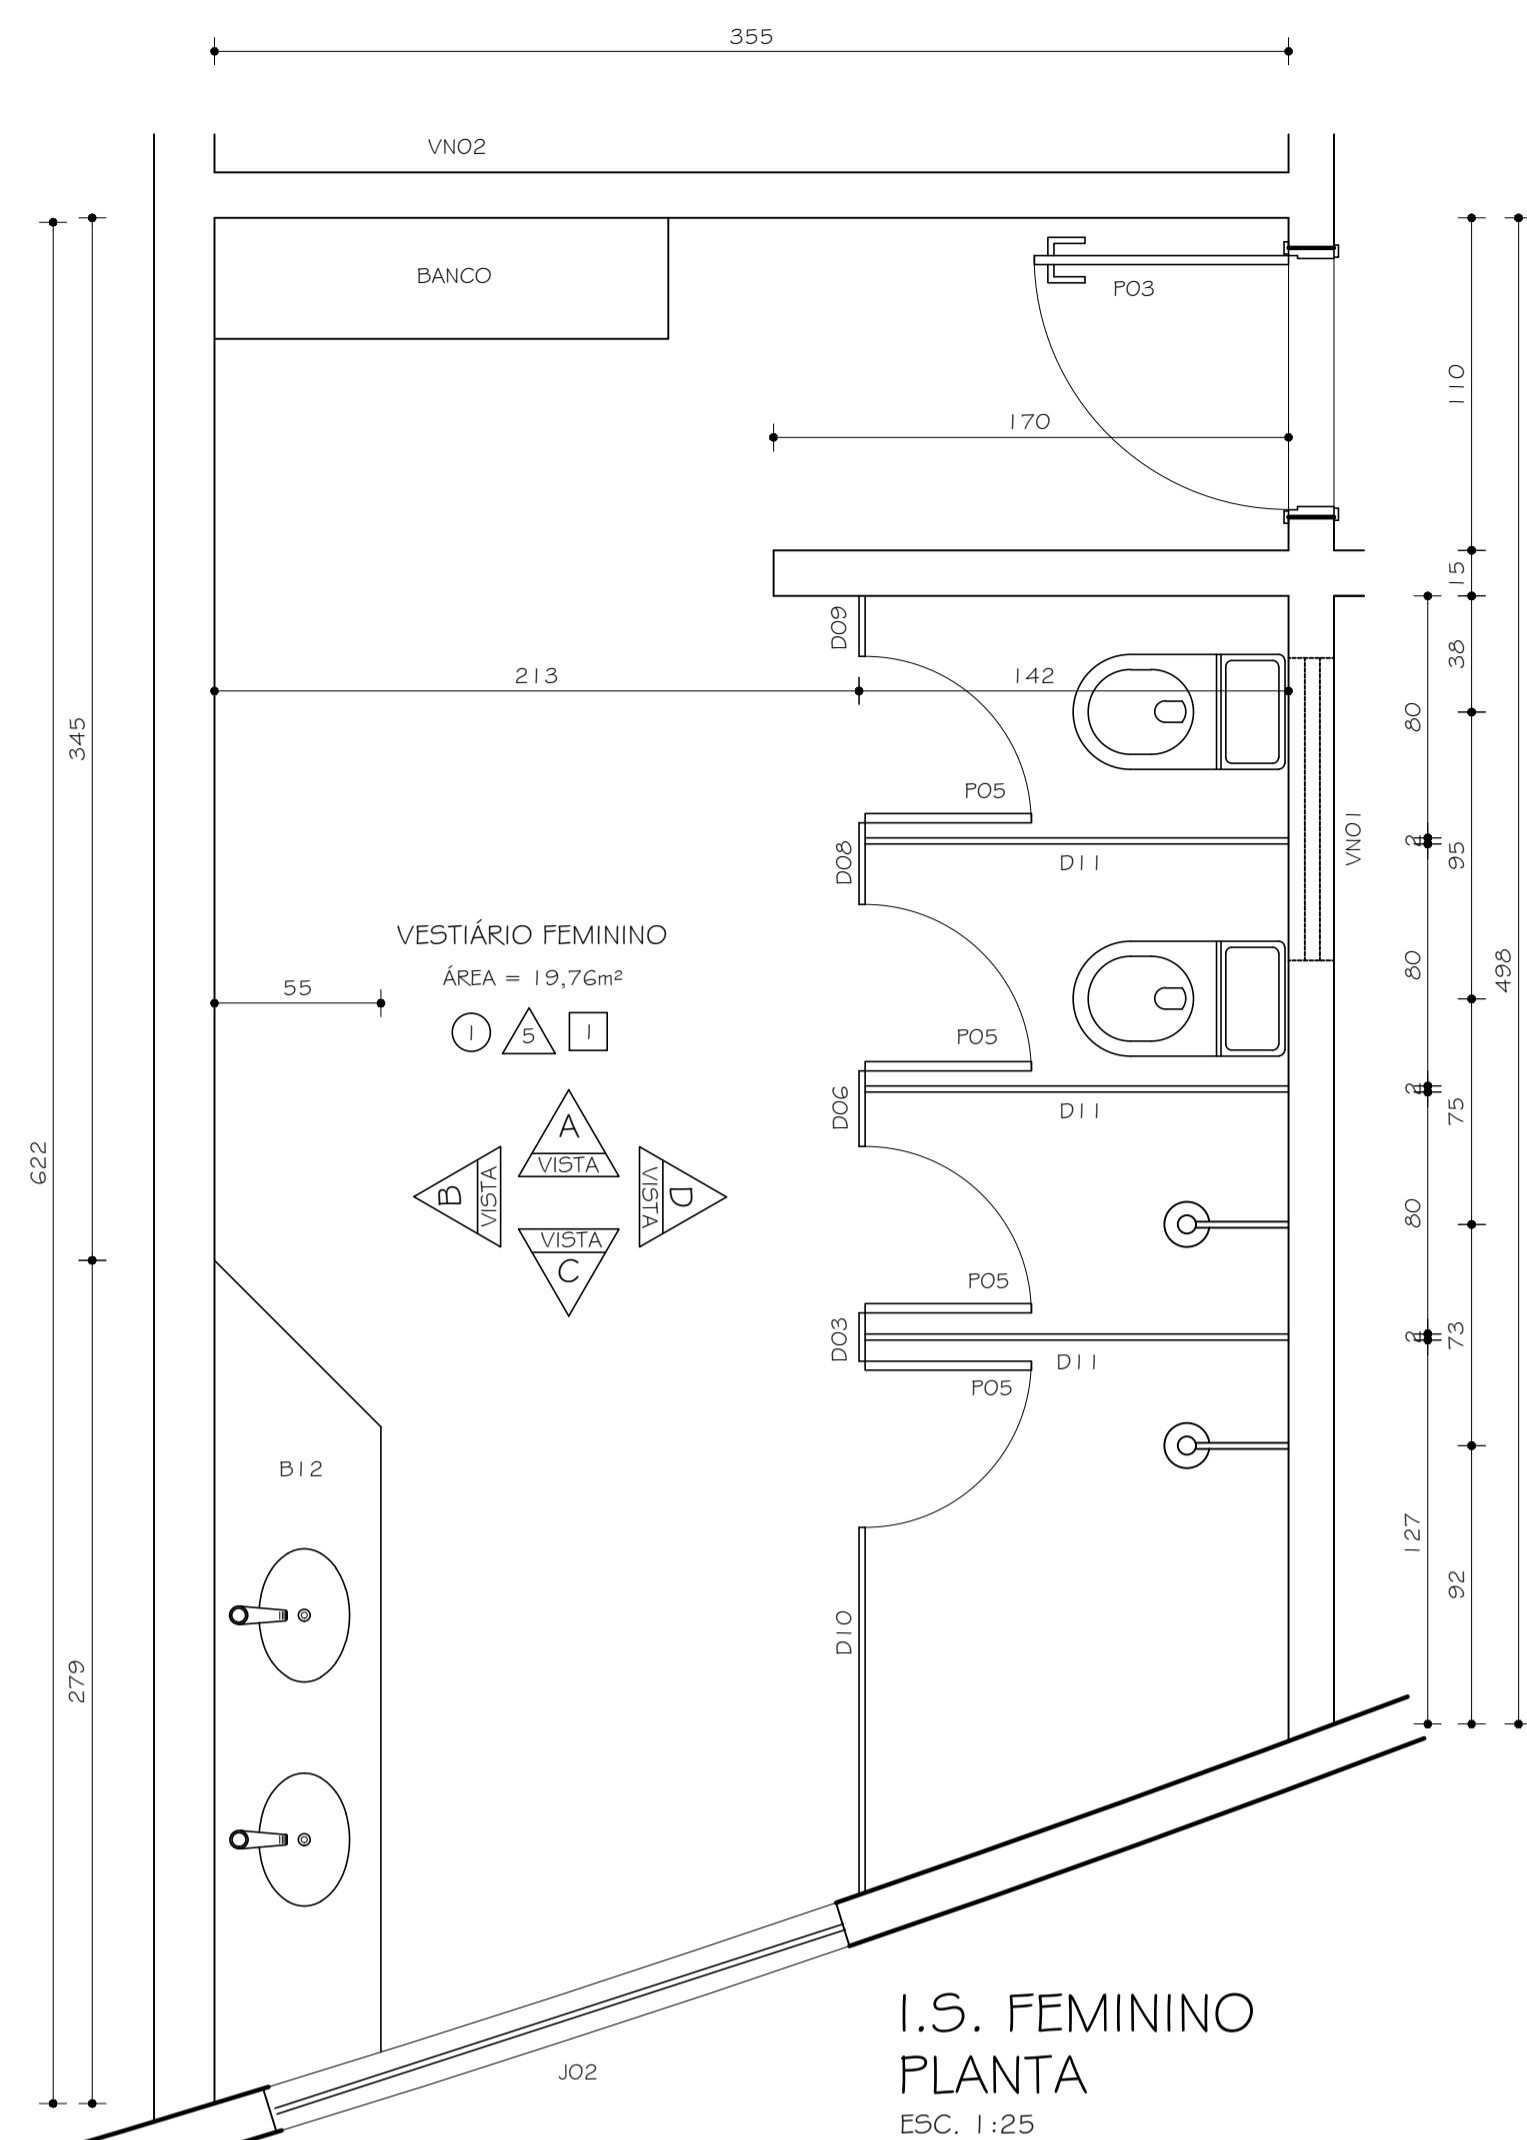 355
VN02
BANCO
P03
110
170
15
D09
38
213
142
80
345
P05
2
VN01
D08
D11
95
VESTIÁRIO FEMININO
ÁREA = 19,76m²
80
498
55
1 5 1
P05
2
D06
D11
75
A
VISTA
622
B VISTA
VISTA D
VISTA
C
80
P05
2
73
D03
D11
P05
B12
127
92
D10
279
I.S. FEMININO
PLANTA
J02
ESC. 1:25